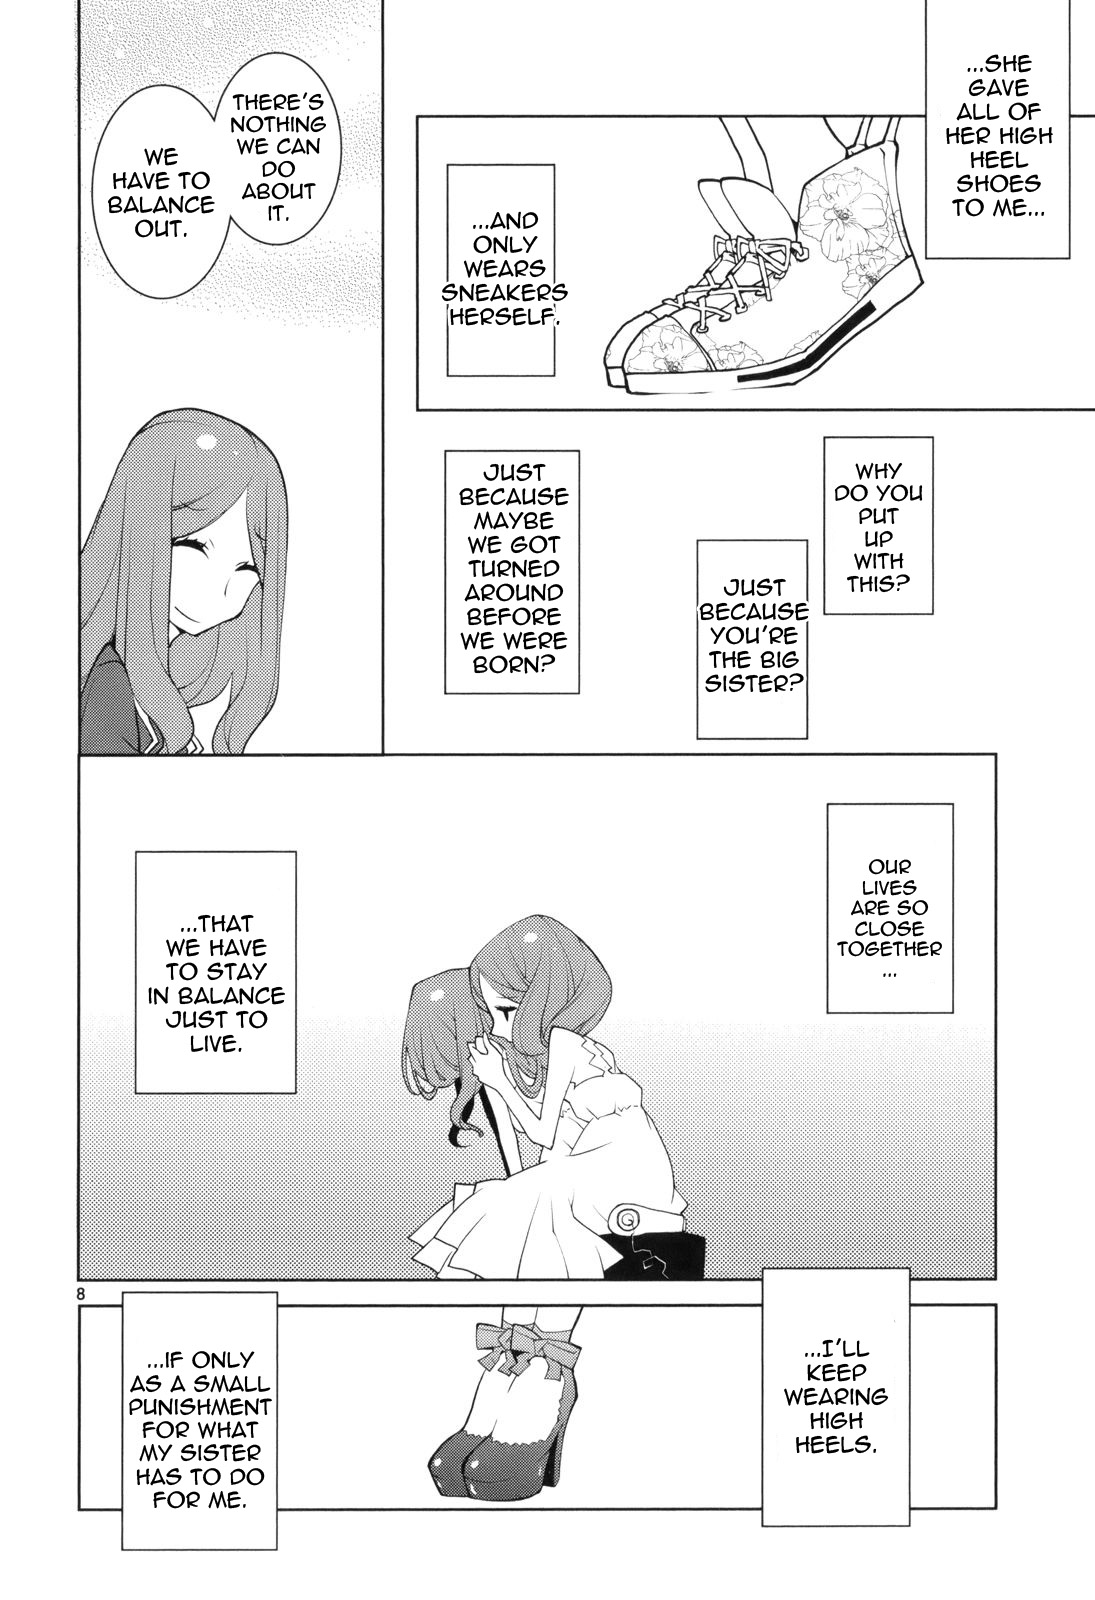 ...SHE
GAVE
ALL OF
HER HIGH
HEEL
SHOES
TO ME...
...AND
ONLY
WEARS
SNEAKERS
HERSELF.
THERE'S
NOTHING
WE CAN
DO
ABOUT
IT.
WE
HAVE TO
BALANCE
OUT.
WHY
DO YOU
PUT
UP
WITH
THIS?
JUST
BECAUSE
YOU'RE
THE BIG
SISTER?
JUST
BECAUSE
MAYBE
WE GOT
TURNED
AROUND
BEFORE
WE WERE
BORN?
OUR
LIVES
ARE SO
CLOSE
TOGETHER
...
...THAT
WE HAVE
TO STAY
IN BALANCE
JUST TO
LIVE.
...I'LL
KEEP
WEARING
HIGH
HEELS.
...IF ONLY
AS A SMALL
PUNISHMENT
FOR WHAT
MY SISTER
HAS TO DO
FOR ME.
8